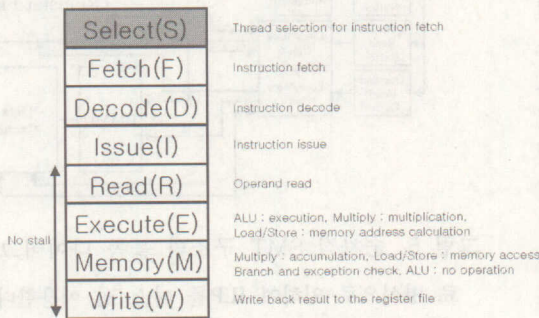 Select(S) Thread selection for instruction fetch
Fetch(F) Instruction fetch
Decode(D) Instruction decode
Issue(I) Instruction issue
Read(R) Operand read
Execute(E) ALU : execution, Multiply : multiplication,
Load/Store : memory address calculation
No stall
Memory(M) Multiply : accumulation, Load/Store : memory access
Branch and exception check, ALU : no operation
Write(W) Write back result to the register file